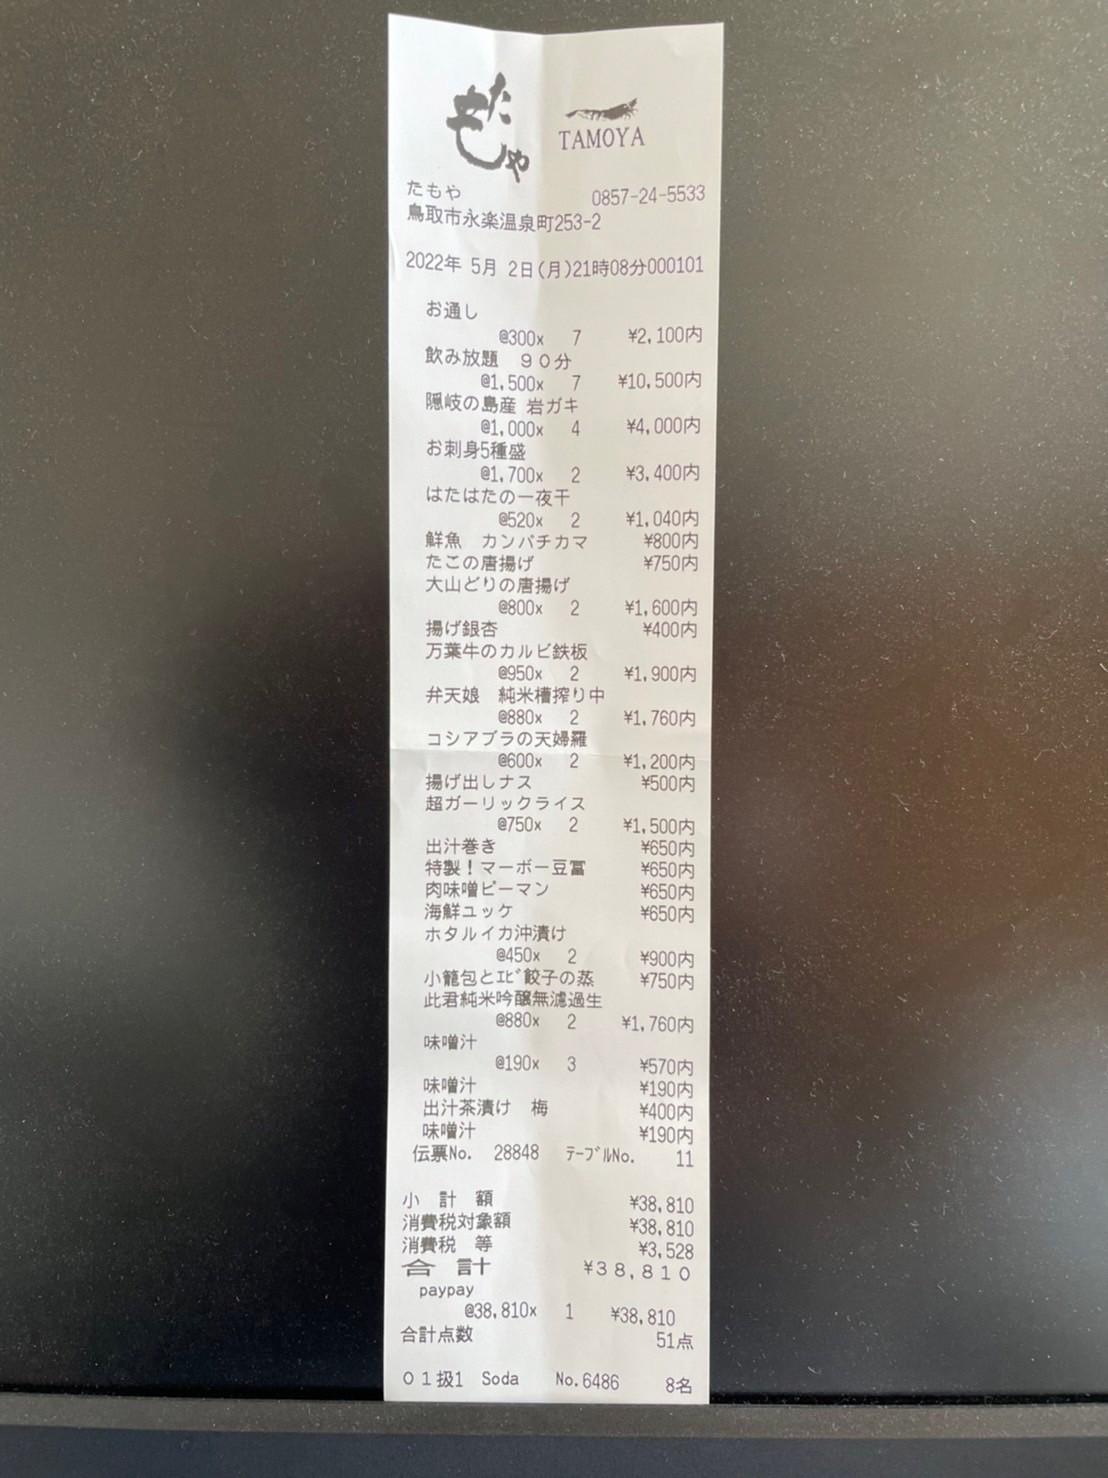 たもや
TAMOYA
たもや 0857-24-5533
鳥取市永楽温泉町253-2
2022年 5月 2日(月)21時08分000101
お通し
@300x 7 ¥2,100内
飲み放題 90分
@1,500x 7 ¥10,500内
隠岐の島産 岩ガキ
@1,000x 4 ¥4,000内
お刺身5種盛
@1,700x 2 ¥3,400内
はたはたの一夜干
@520x 2 ¥1,040内
鮮魚 カンパチカマ ¥800内
たこの唐揚げ ¥750内
大山どりの唐揚げ
@800x 2 ¥1,600内
揚げ銀杏 ¥400内
万葉牛のカルビ鉄板
@950x 2 ¥1,900内
弁天娘 純米槽搾り中
@880x 2 ¥1,760内
コシアブラの天婦羅
@600x 2 ¥1,200内
揚げ出しナス ¥500内
超ガーリックライス
@750x 2 ¥1,500内
出汁巻き ¥650内
特製!マーボー豆冨 ¥650内
肉味噌ピーマン ¥650内
海鮮ユッケ ¥650内
ホタルイカ沖漬け
@450x 2 ¥900内
小籠包とエビ餃子の蒸 ¥750内
此君純米吟醸無濾過生
@880x 2 ¥1,760内
味噌汁
@190x 3 ¥570内
味噌汁 ¥190内
出汁茶漬け 梅 ¥400内
味噌汁 ¥190内
伝票No. 28848 テーブルNo. 11
小 計 額 ¥38,810
消費税対象額 ¥38,810
消費税 等 ¥3,528
合 計 ¥38,810
paypay
@38,810x 1 ¥38,810
合計点数 51点
01扱1 Soda No.6486 8名